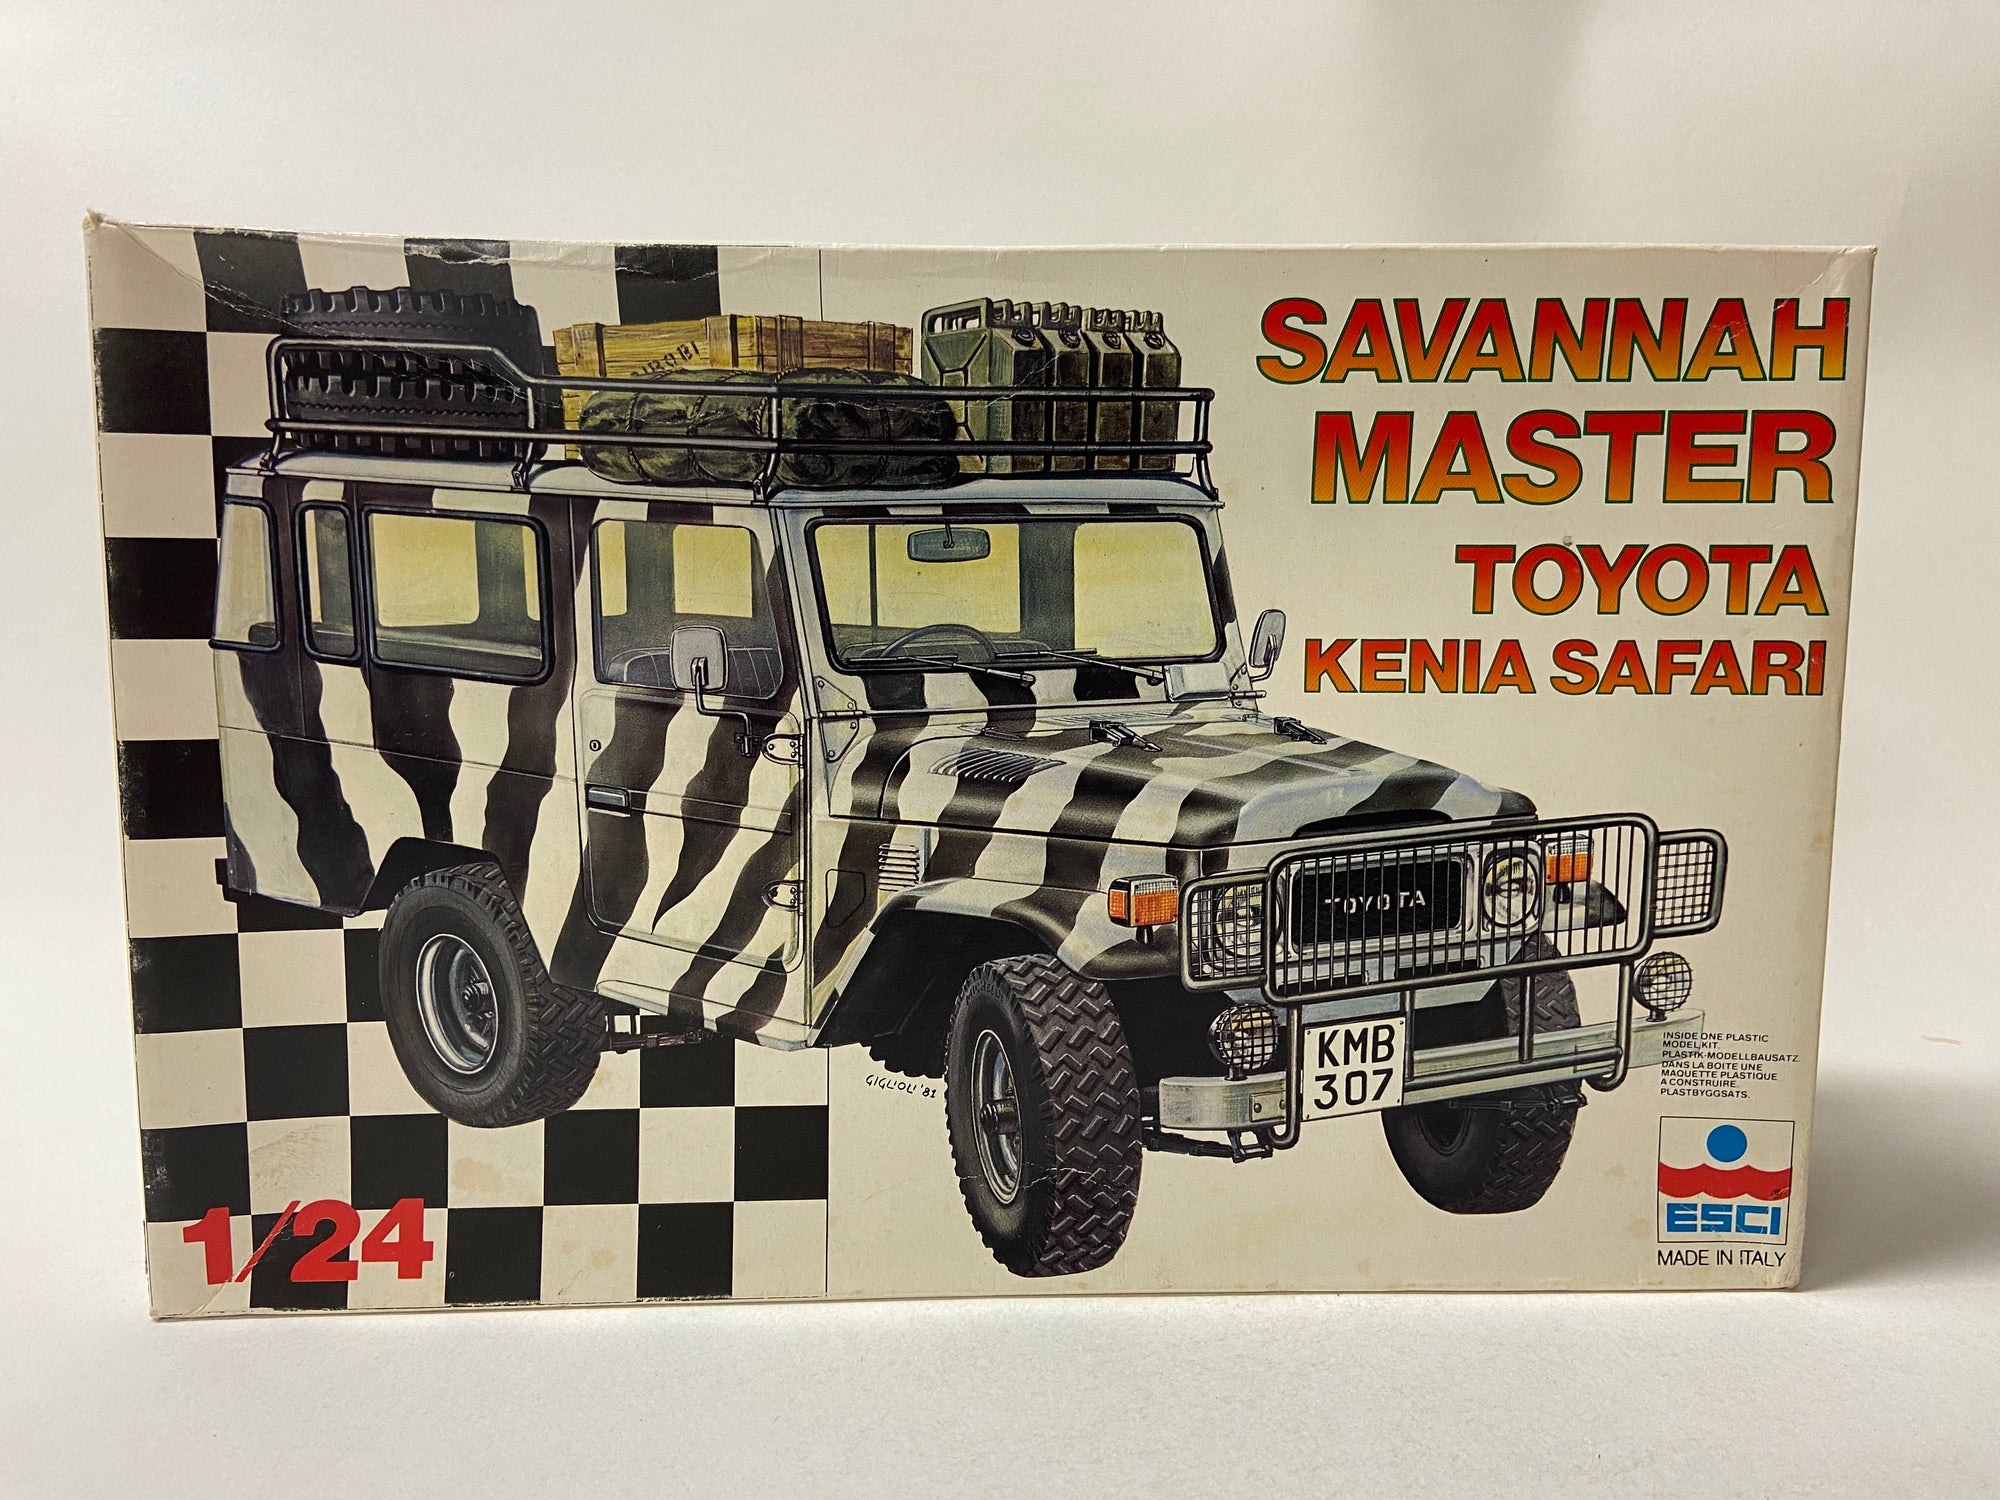 SAVANNAH
MASTER
TOYOTA
KENIA SAFARI
TOYOTA
KMB
307
GIGLIOLI '81
INSIDE ONE PLASTIC
MODEL KIT.
PLASTIK-MODELLBAUSATZ.
DANS LA BOITE UNE
MAQUETTE PLASTIQUE
A CONSTRUIRE.
PLASTBYGGSATS.
1/24
ESCI
MADE IN ITALY